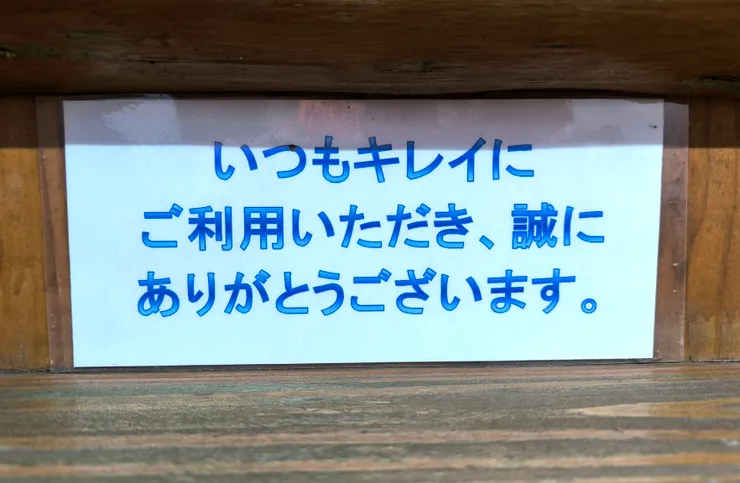 いつもキレイに
ご利用いただき、誠に
ありがとうございます。